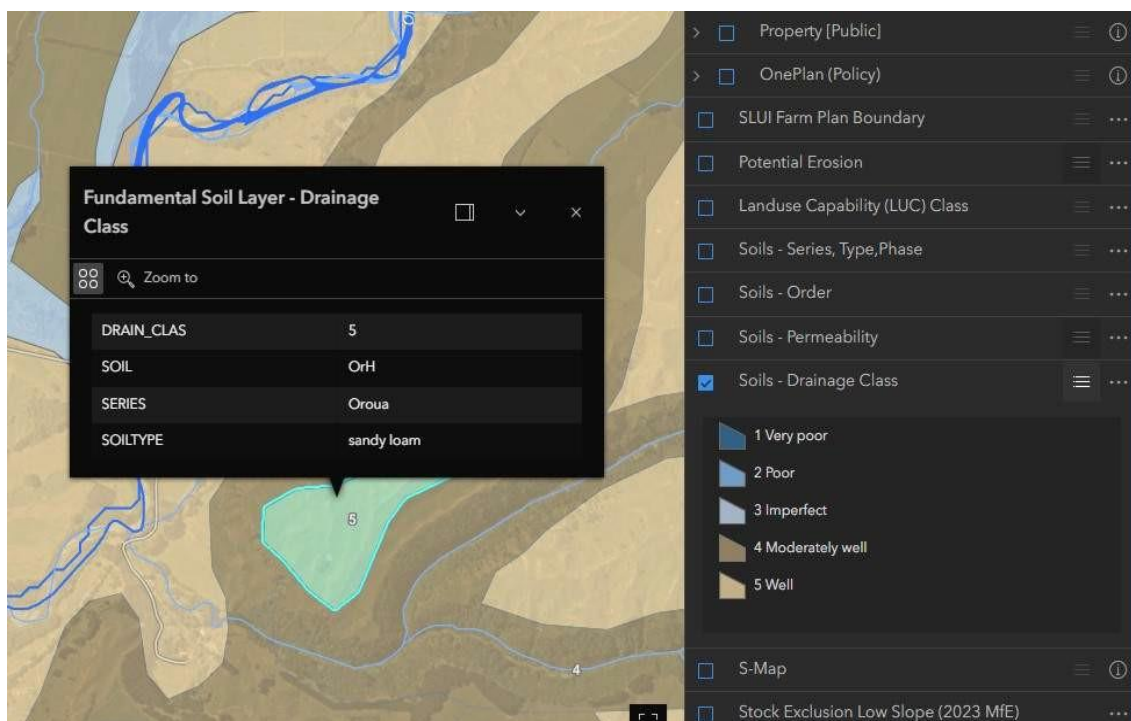 Fundamental Soil Layer - Drainage
Class
Zoom to
DRAIN_CLAS 5
SOIL OrH
SERIES Oroua
SOILTYPE sandy loam
5
4
Property [Public]
OnePlan (Policy)
SLUI Farm Plan Boundary
Potential Erosion
Landuse Capability (LUC) Class
Soils - Series, Type,Phase
Soils - Order
Soils - Permeability
Soils - Drainage Class
1 Very poor
2 Poor
3 Imperfect
4 Moderately well
5 Well
S-Map
Stock Exclusion Low Slope (2023 MfE)